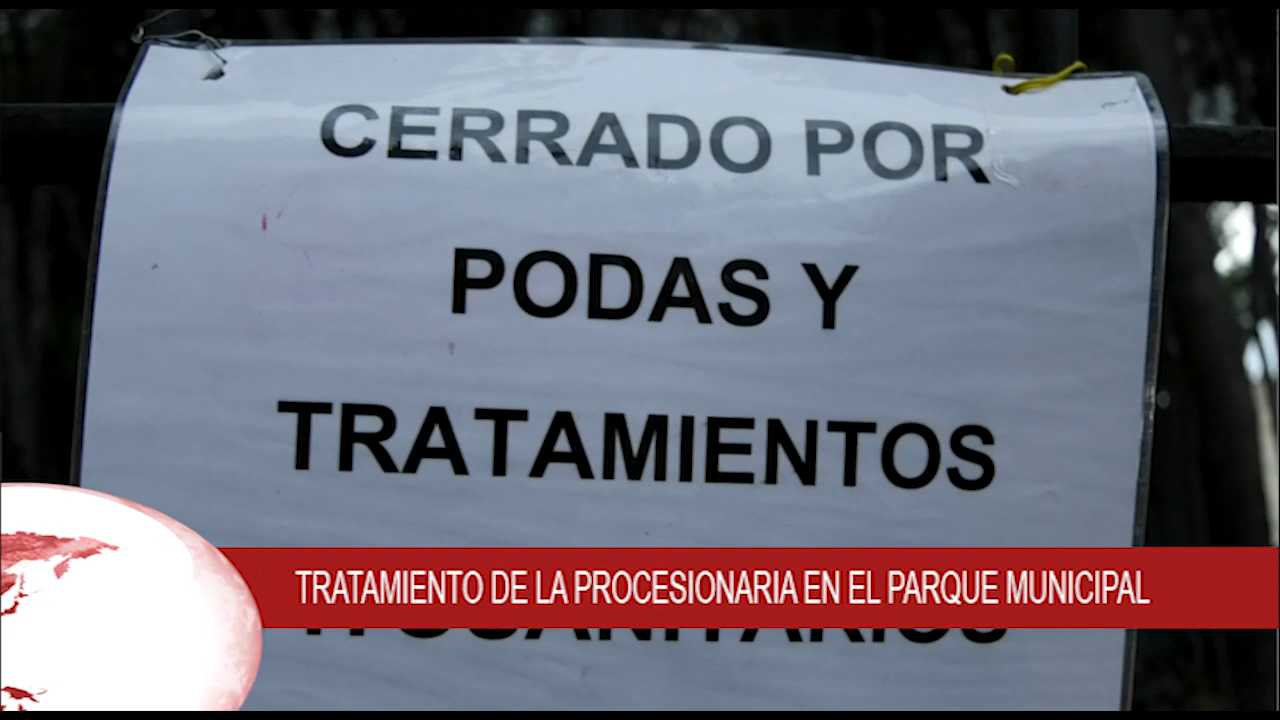 CERRADO POR
PODAS Y
TRATAMIENTOS
TRATAMIENTO DE LA PROCESIONARIA EN EL PARQUE MUNICIPAL